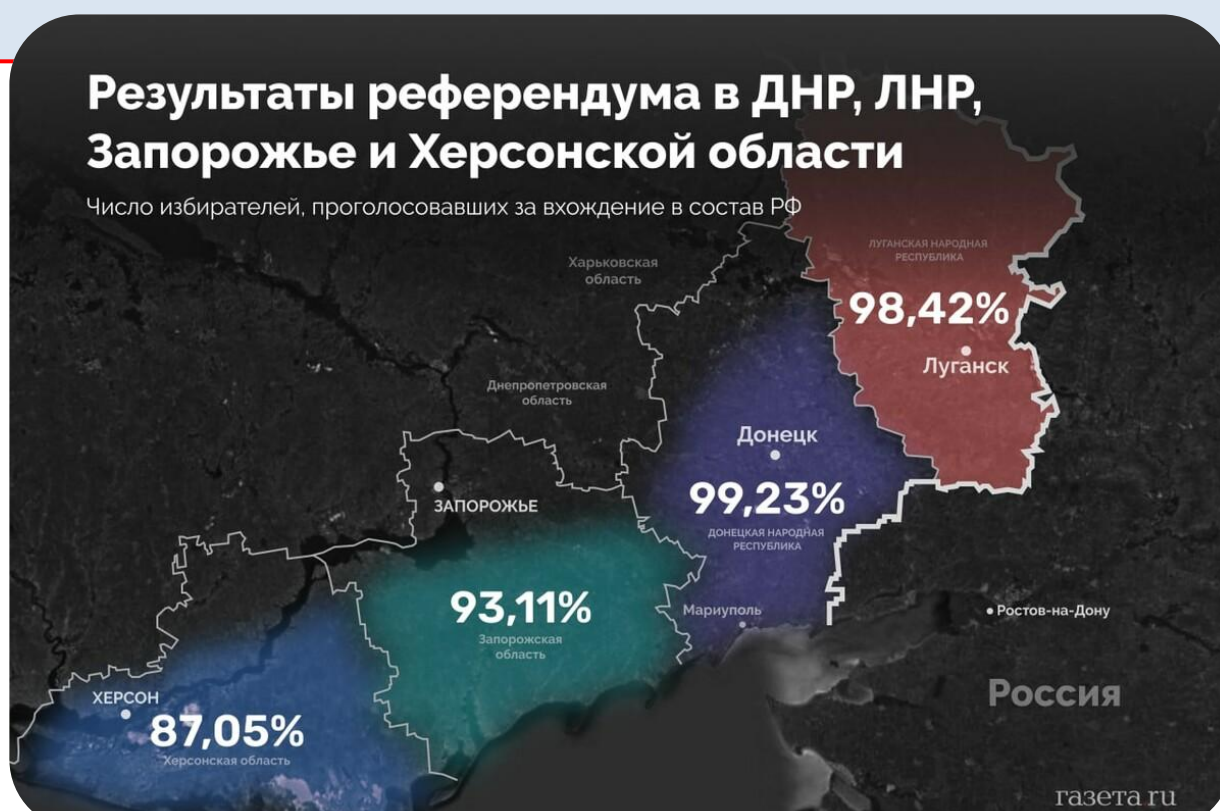 Результаты референдума в ДНР, ЛНР,
Запорожье и Херсонской области
Число избирателей, проголосовавших за вхождение в состав РФ
ЛУГАНСКАЯ НАРОДНАЯ
РЕСПУБЛИКА
98,42%
Луганск
Харьковская
область
Днепропетровская
область
Донецк
99,23%
ДОНЕЦКАЯ НАРОДНАЯ
РЕСПУБЛИКА
ЗАПОРОЖЬЕ
93,11%
Запорожская
область
Мариуполь
Ростов-на-Дону
Россия
ХЕРСОН
87,05%
Херсонская область
газета.ru